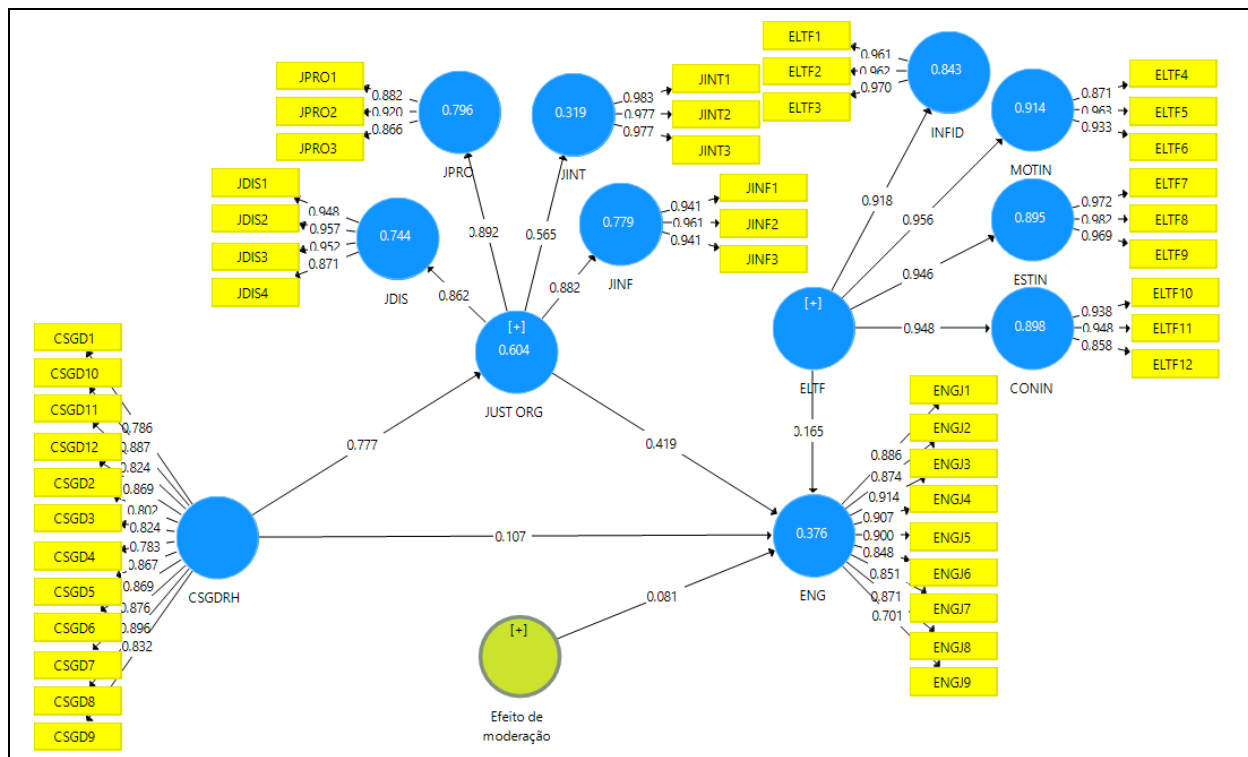 ELTF1
ELTF2
ELTF3
0.961
0.962
0.970
0.843
INFID
JPRO1
JPRO2
JPRO3
0.882
0.920
0.866
0.796
JPRO
0.319
JINT
0.983
0.977
0.977
JINT1
JINT2
JINT3
0.914
MOTIN
0.871
0.963
0.933
ELTF4
ELTF5
ELTF6
JDIS1
JDIS2
JDIS3
JDIS4
0.948
0.957
0.952
0.871
0.744
JDIS
0.892
0.565
0.779
JINF
0.941
0.961
0.941
JINF1
JINF2
JINF3
0.918
0.956
0.895
ESTIN
0.972
0.982
0.969
ELTF7
ELTF8
ELTF9
0.862
0.882
0.946
[+]
0.604
JUST ORG
[+]
ELTF
0.948
0.898
CONIN
0.938
0.948
0.858
ELTF10
ELTF11
ELTF12
CSGD1
CSGD10
CSGD11
CSGD12
CSGD2
CSGD3
CSGD4
CSGD5
CSGD6
CSGD7
CSGD8
CSGD9
0.786
0.887
0.824
0.869
0.802
0.824
0.783
0.867
0.869
0.876
0.896
0.832
CSGDRH
0.777
0.419
0.165
0.107
0.376
ENG
0.886
0.874
0.914
0.907
0.900
0.848
0.851
0.871
0.701
ENGJ1
ENGJ2
ENGJ3
ENGJ4
ENGJ5
ENGJ6
ENGJ7
ENGJ8
ENGJ9
0.081
[+]
Efeito de
moderação